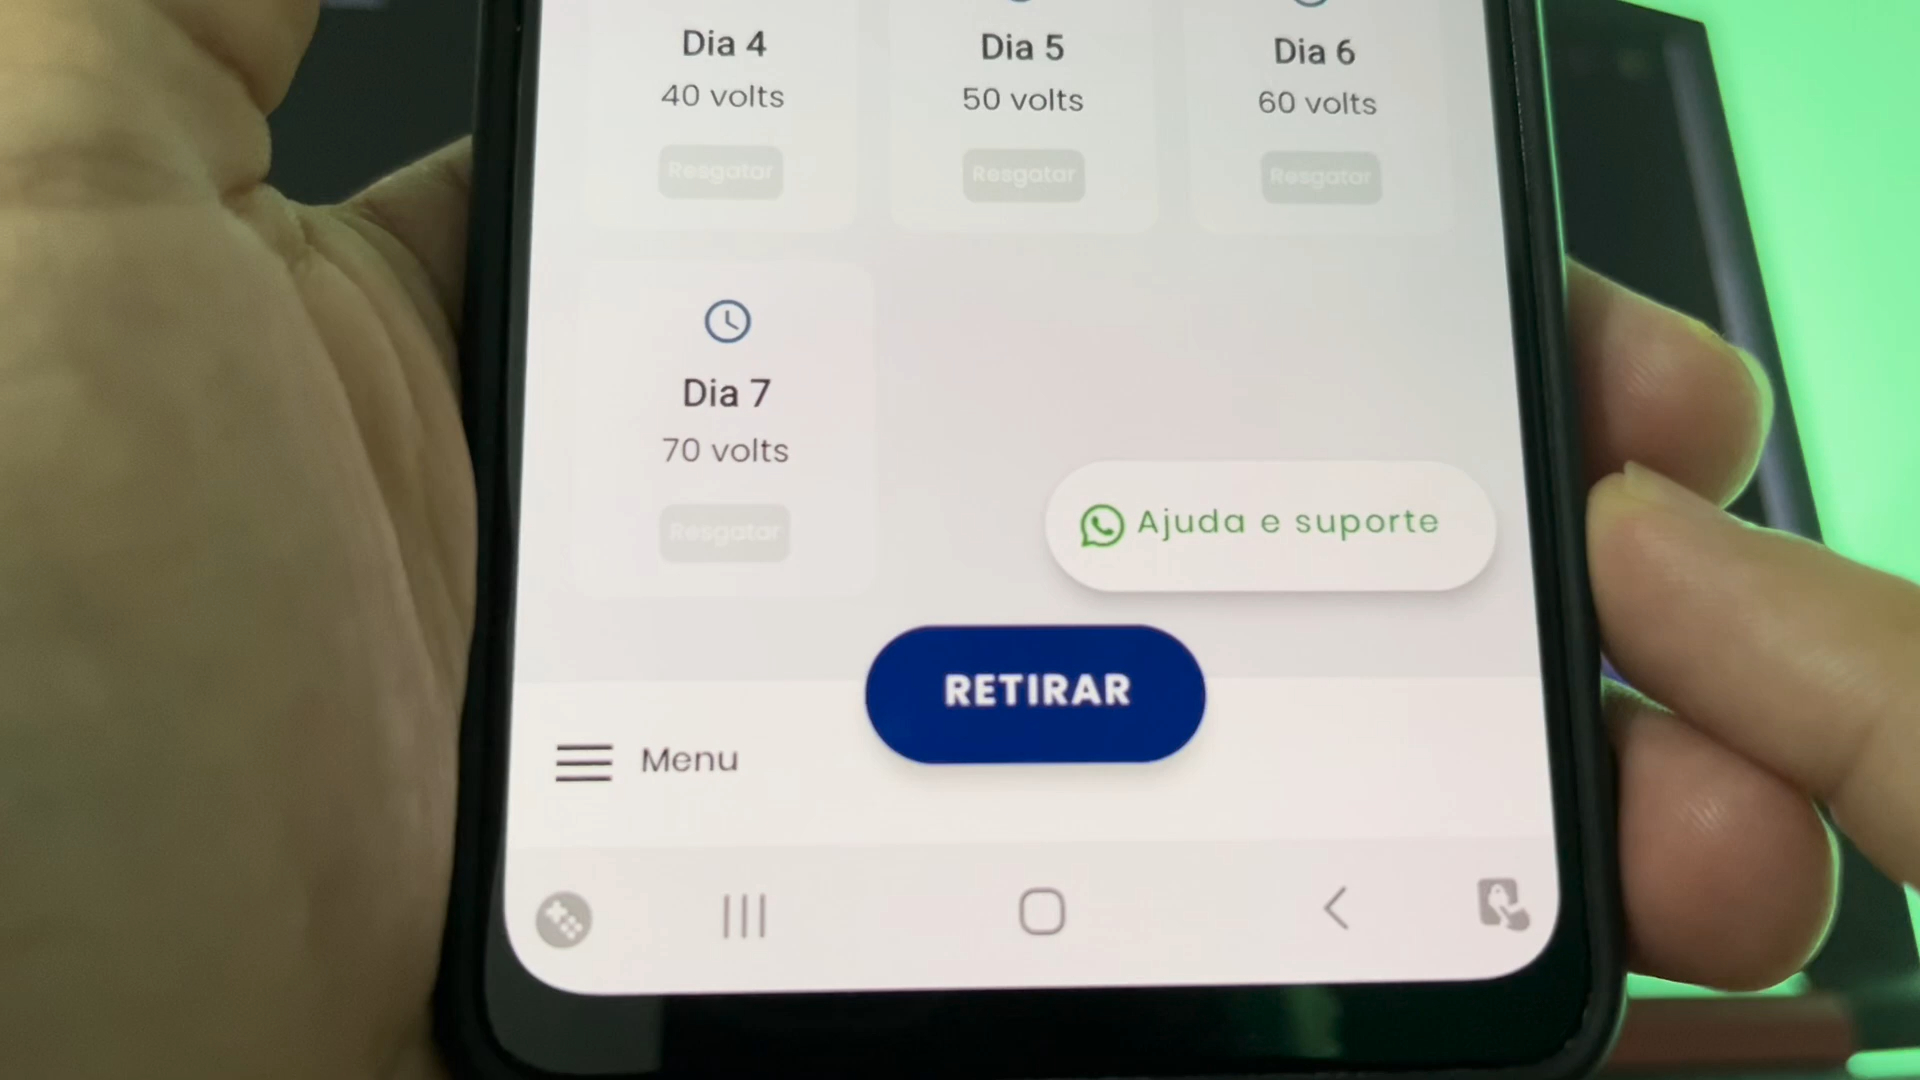 Dia 4
40 volts
Resgatar
Dia 5
50 volts
Resgatar
Dia 6
60 volts
Resgatar
Dia 7
70 volts
Resgatar
Ajuda e suporte
RETIRAR
Menu